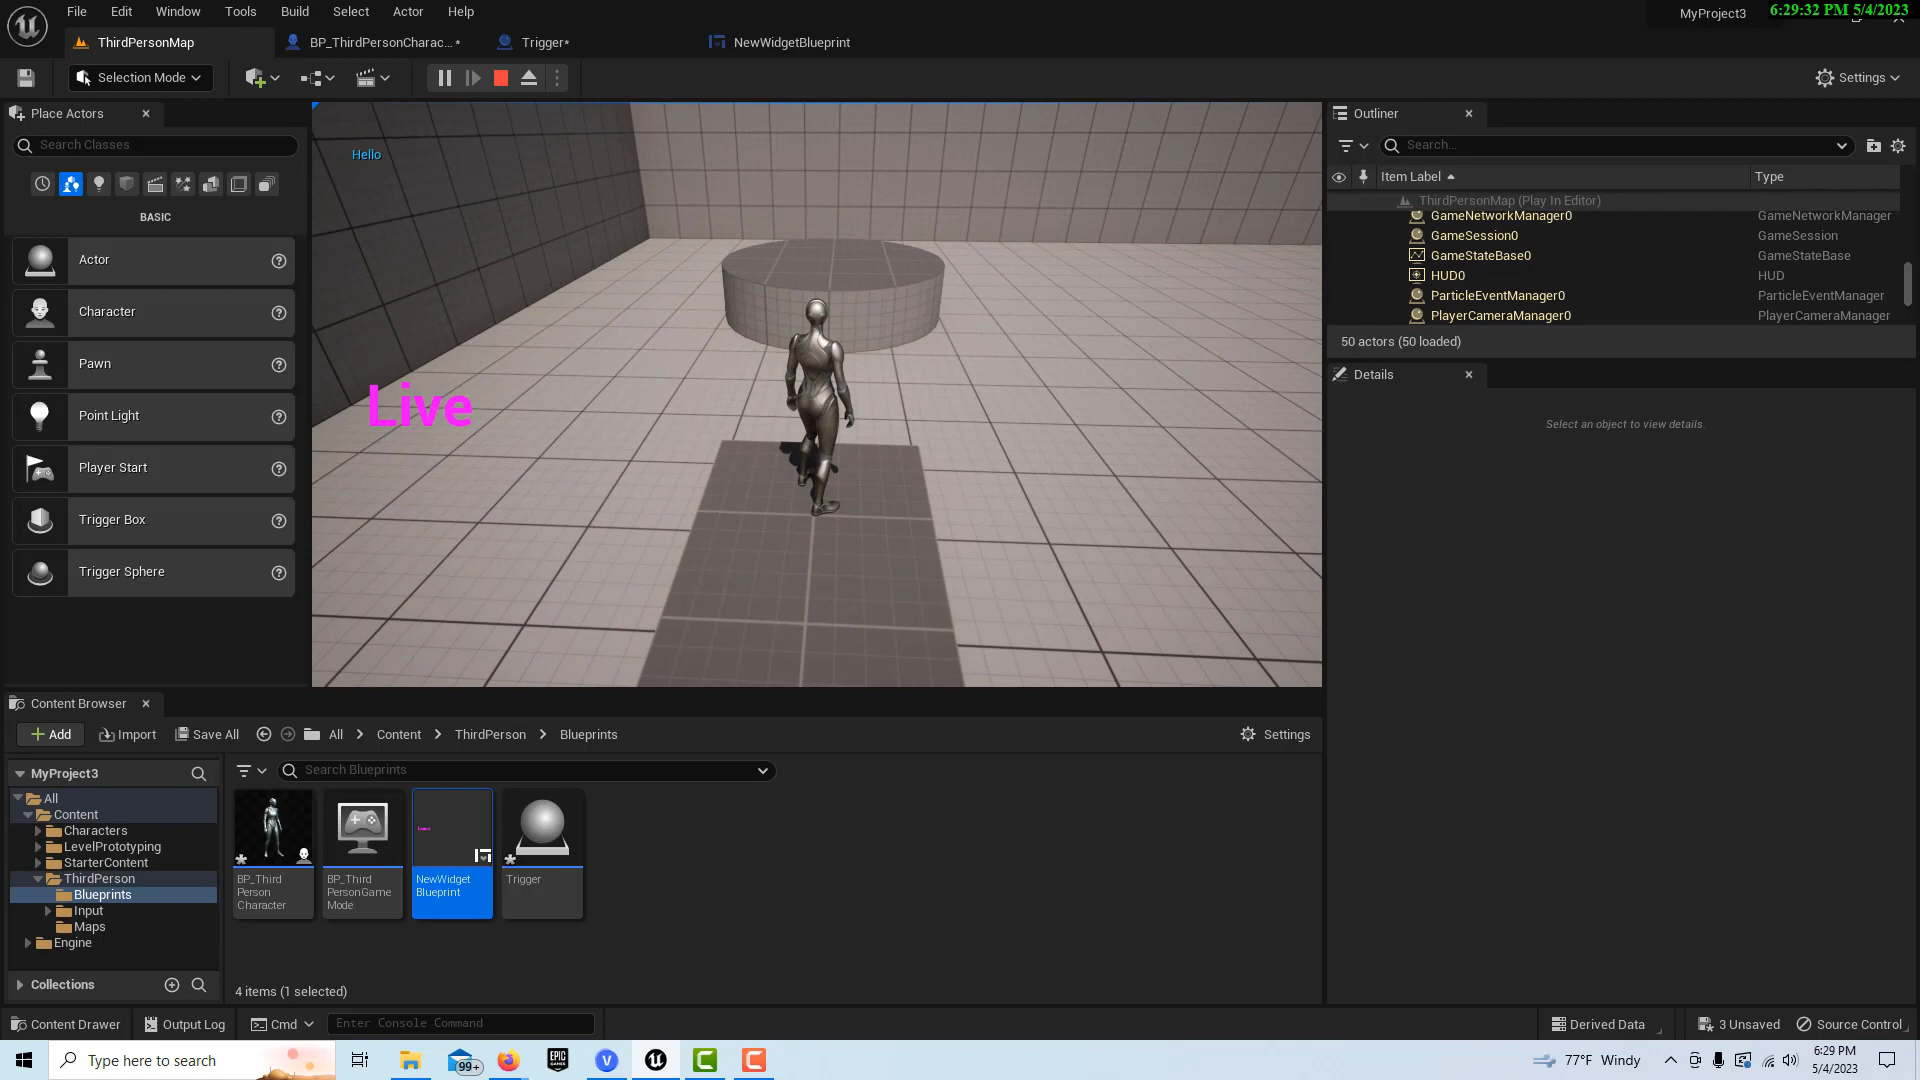 File Edit Window Tools Build Select Actor Help
MyProject3
6:29:32 PM 5/4/2023
ThirdPersonMap
BP_ThirdPersonCharac... *
Trigger*
NewWidgetBlueprint
Selection Mode
Settings
Place Actors
Search Classes
BASIC
Actor
Character
Pawn
Point Light
Player Start
Trigger Box
Trigger Sphere
Hello
Live
Outliner
Search...
Item Label Type
ThirdPersonMap (Play In Editor)
GameNetworkManager0 GameNetworkManager
GameSession0 GameSession
GameStateBase0 GameStateBase
HUD0 HUD
ParticleEventManager0 ParticleEventManager
PlayerCameraManager0 PlayerCameraManager
50 actors (50 loaded)
Details
Select an object to view details.
Content Browser
Add Import Save All All > Content > ThirdPerson > Blueprints
Settings
MyProject3
All
Content
Characters
LevelPrototyping
StarterContent
ThirdPerson
Blueprints
Input
Maps
Engine
Collections
Search Blueprints
BP_Third
Person
Character
BP_Third
PersonGame
Mode
NewWidget
Blueprint
Trigger
4 items (1 selected)
Content Drawer Output Log Cmd Enter Console Command
Derived Data 3 Unsaved Source Control
Type here to search
99+
EPIC
GAMES
77°F Windy
6:29 PM
5/4/2023